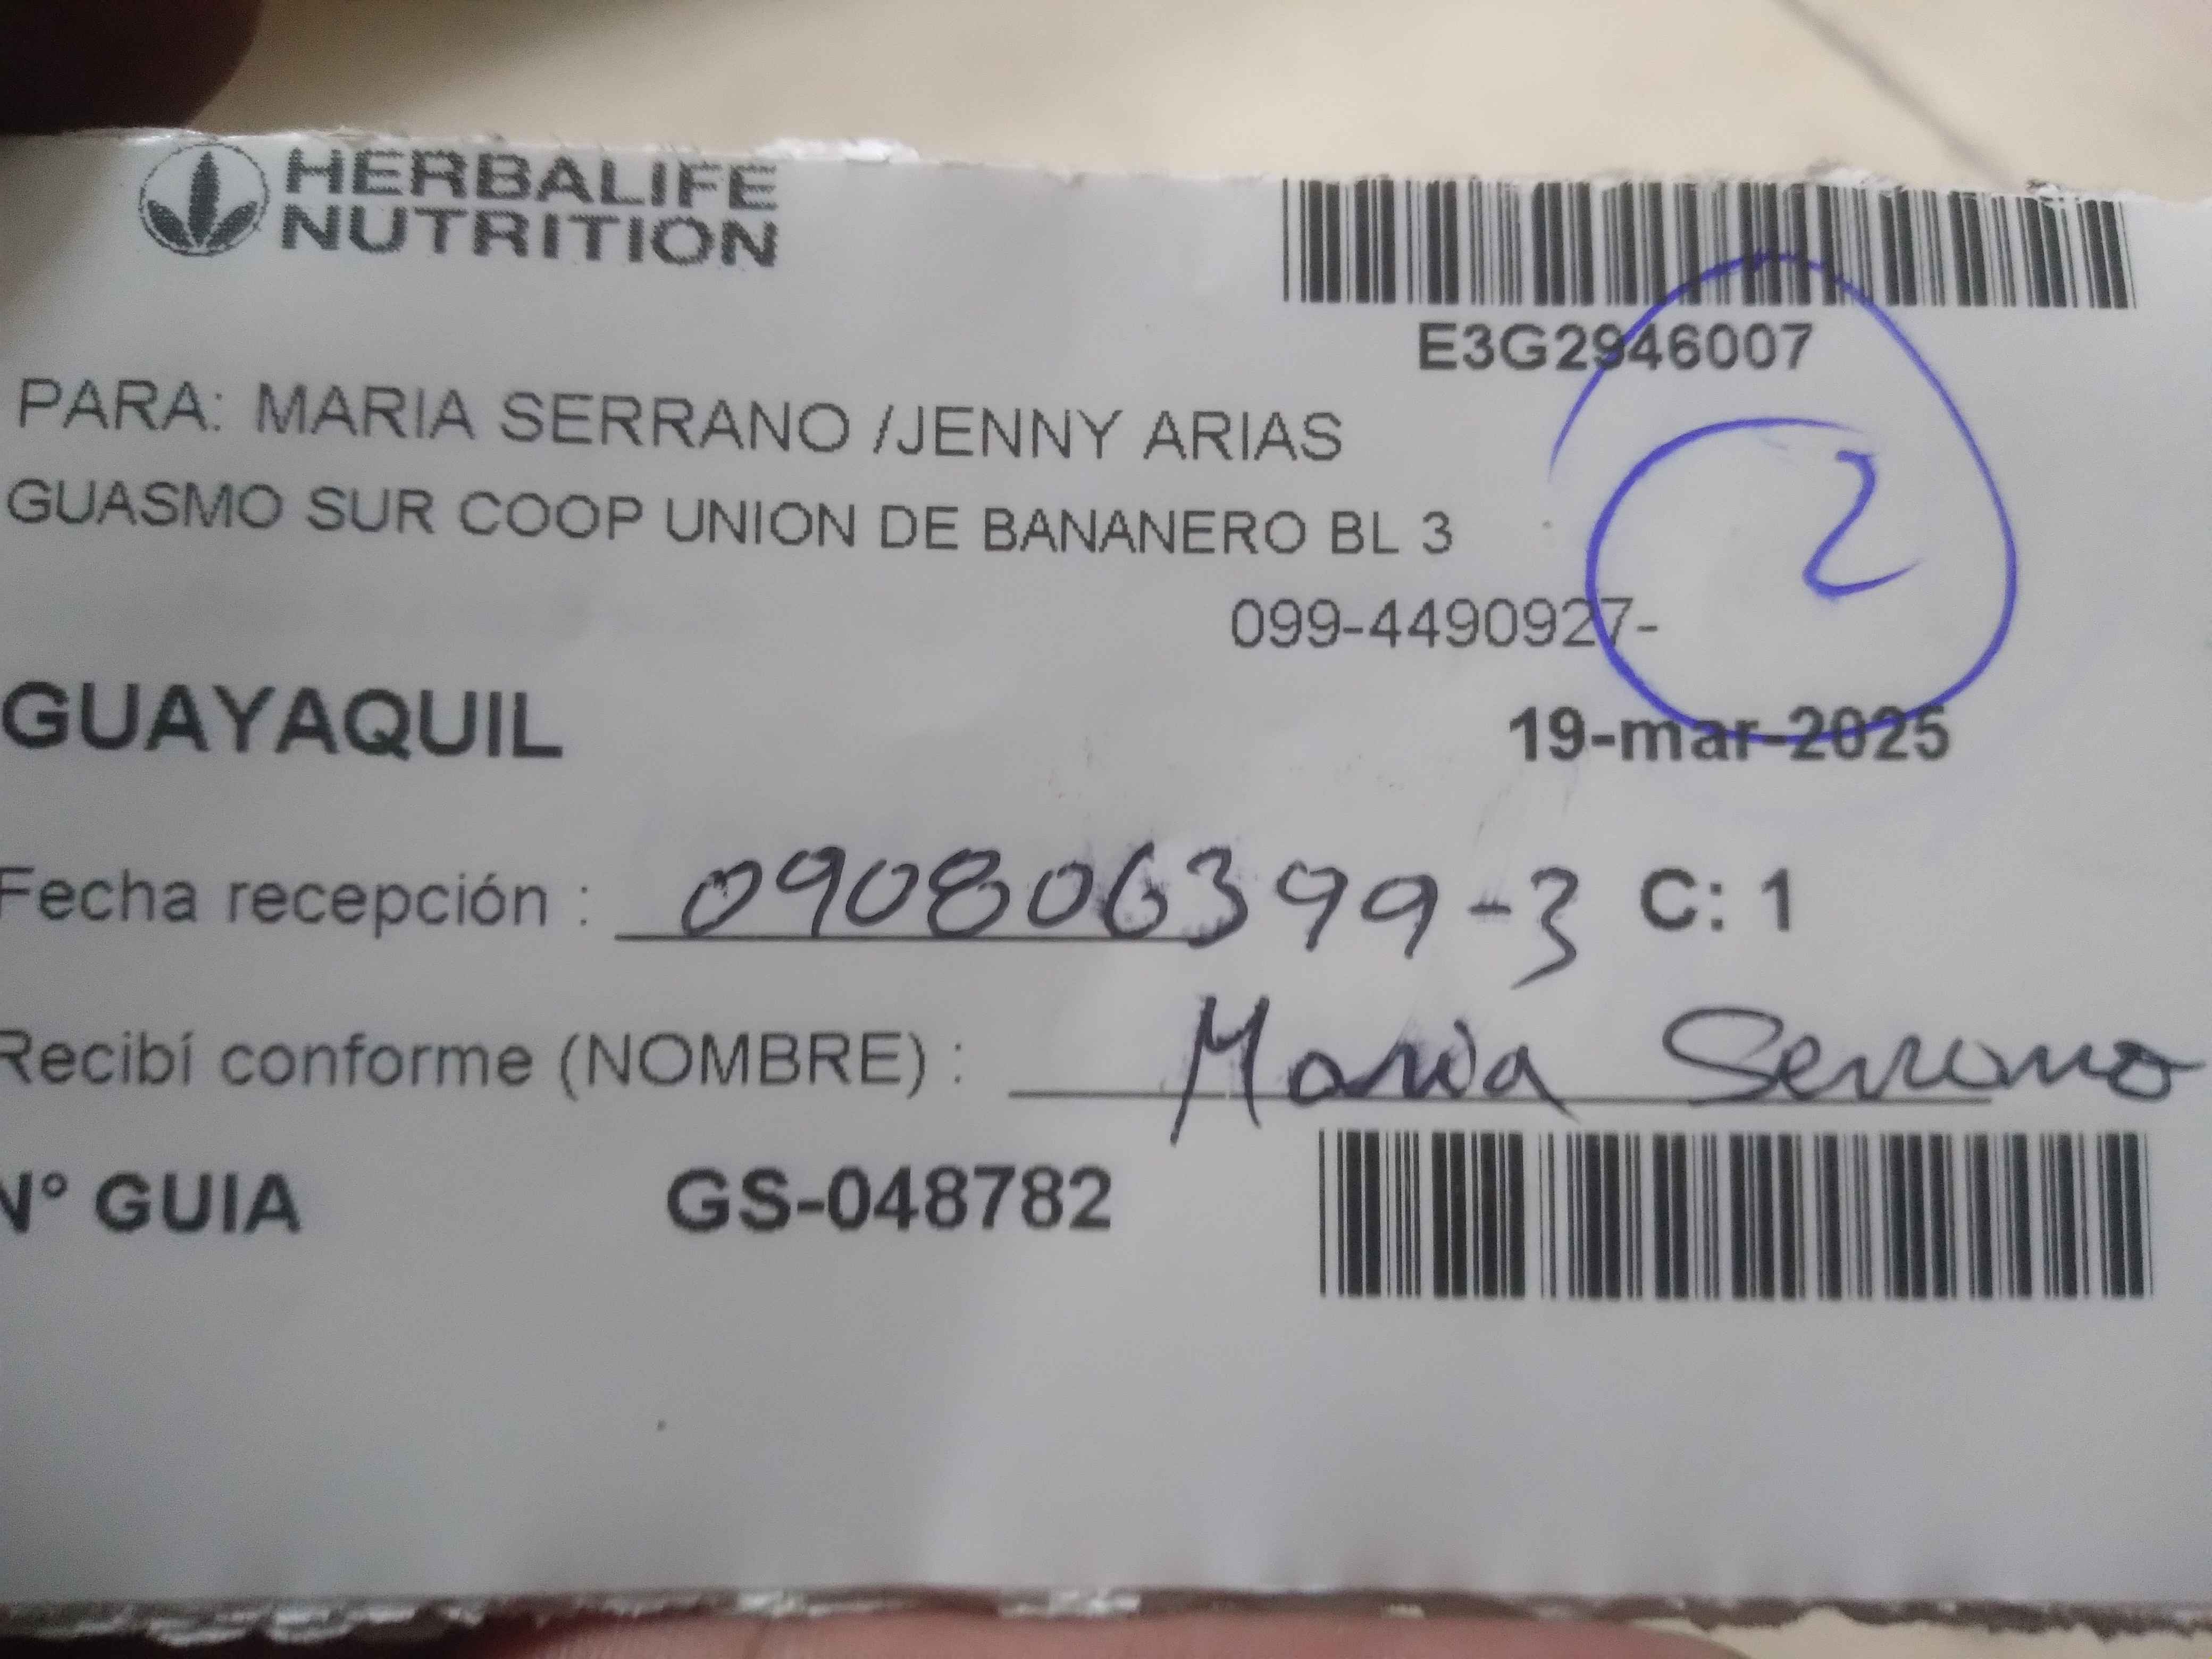 HERBALIFE
NUTRITION
E3G2946007
PARA: MARIA SERRANO /JENNY ARIAS
GUASMO SUR COOP UNION DE BANANERO BL 3
2
099-4490927-
GUAYAQUIL
19-mar-2025
Fecha recepción : 090806399-3 C: 1
Recibí conforme (NOMBRE) : Maria Serrano
N° GUIA GS-048782